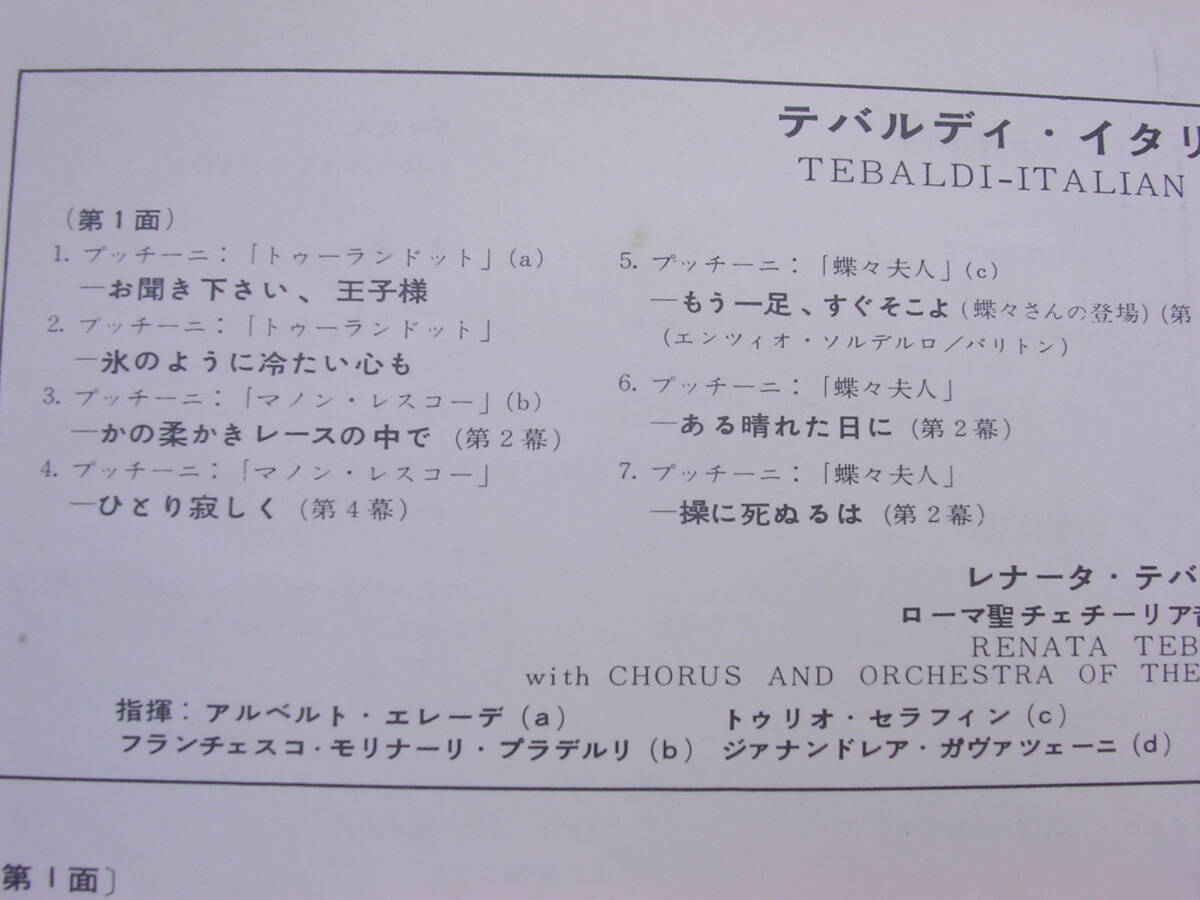 テバルディ・イタリ
TEBALDI-ITALIAN
(第1面)
1. プッチーニ:「トゥーランドット」(a)
―お聞き下さい、王子様
2. プッチーニ:「トゥーランドット」
―氷のように冷たい心も
3. プッチーニ:「マノン・レスコー」(b)
―かの柔かきレースの中で (第2幕)
4. プッチーニ:「マノン・レスコー」
―ひとり寂しく (第4幕)
5. プッチーニ:「蝶々夫人」(c)
―もう一足、すぐそこよ (蝶々さんの登場) (第
(エンツィオ・ソルデルロ/バリトン)
6. プッチーニ:「蝶々夫人」
―ある晴れた日に (第2幕)
7. プッチーニ:「蝶々夫人」
―操に死ぬるは (第2幕)
レナータ・テバ
ローマ聖チェチーリア音
RENATA TEB
with CHORUS AND ORCHESTRA OF THE
指揮: アルベルト・エレーデ (a)
トゥリオ・セラフィン (c)
フランチェスコ・モリナーリ・プラデルリ (b)
ジァナンドレア・ガヴァツェーニ (d)
第1面〕